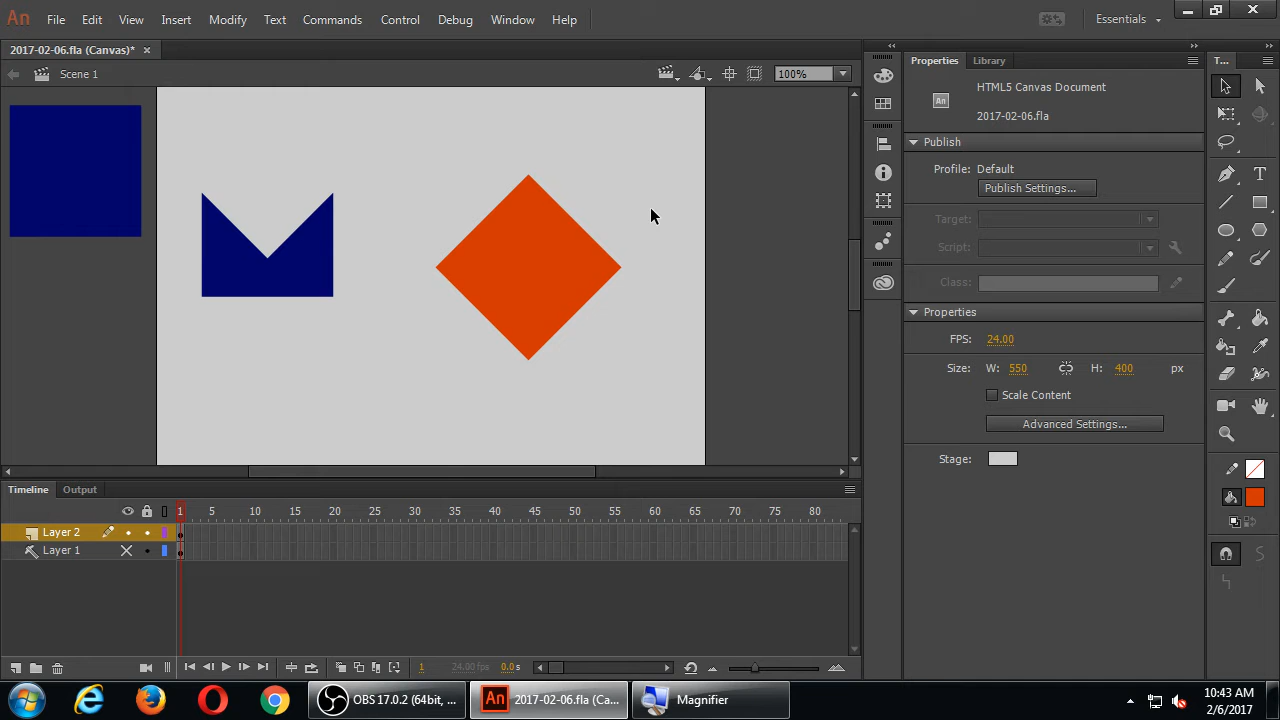 An File Edit View Insert Modify Text Commands Control Debug Window Help Essentials
2017-02-06.fla (Canvas)* ×
Scene 1 100%
Properties Library T...
An HTML5 Canvas Document
2017-02-06.fla
Publish
Profile: Default
Publish Settings...
Target:
Script:
Class:
Properties
FPS: 24.00
Size: W: 550 H: 400 px
Scale Content
Advanced Settings...
Stage:
Timeline Output
1 5 10 15 20 25 30 35 40 45 50 55 60 65 70 75 80
Layer 2
Layer 1
1 24.00 fps 0.0 s
OBS 17.0.2 (64bit, ... An 2017-02-06.fla (Ca... Magnifier
10:43 AM
2/6/2017